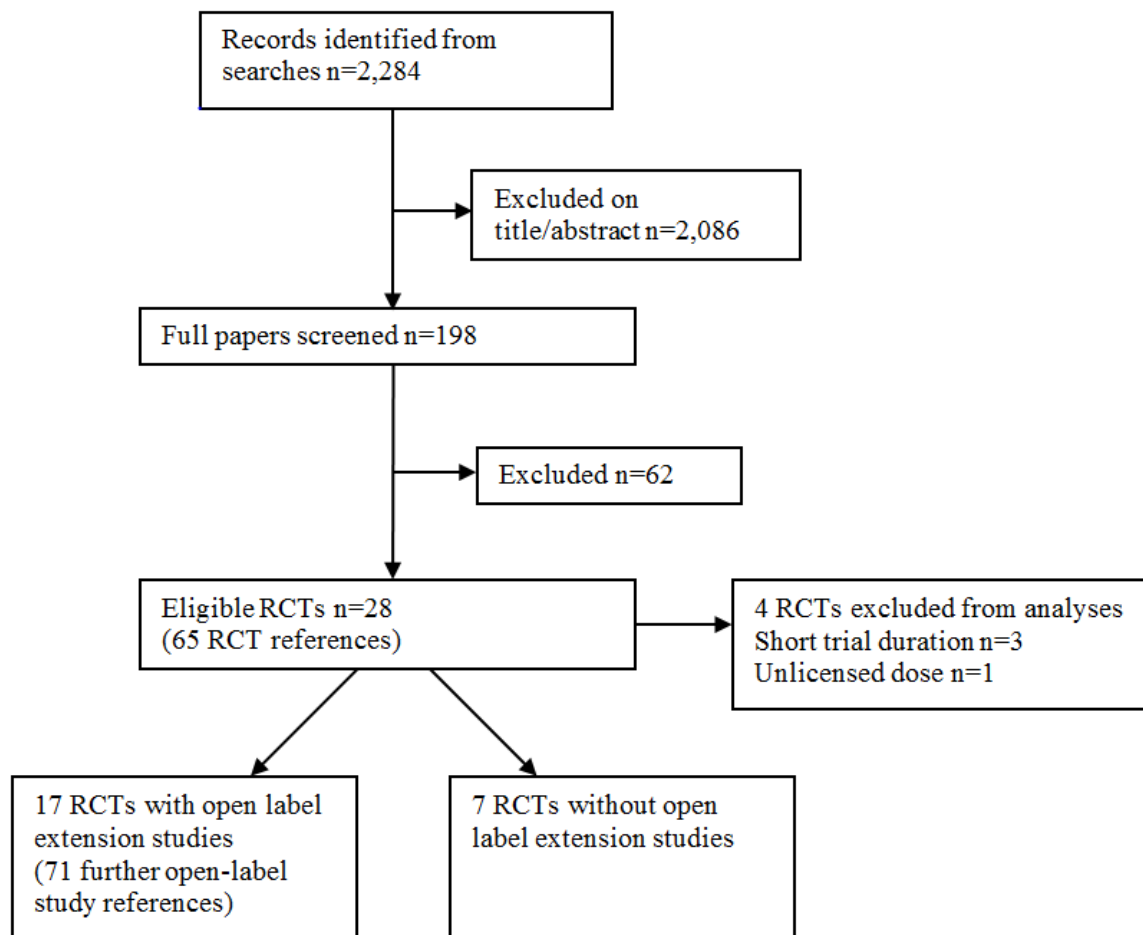 Records identified from
searches n=2,284
Excluded on
title/abstract n=2,086
Full papers screened n=198
Excluded n=62
Eligible RCTs n=28
(65 RCT references)
4 RCTs excluded from analyses
Short trial duration n=3
Unlicensed dose n=1
17 RCTs with open label
extension studies
(71 further open-label
study references)
7 RCTs without open
label extension studies